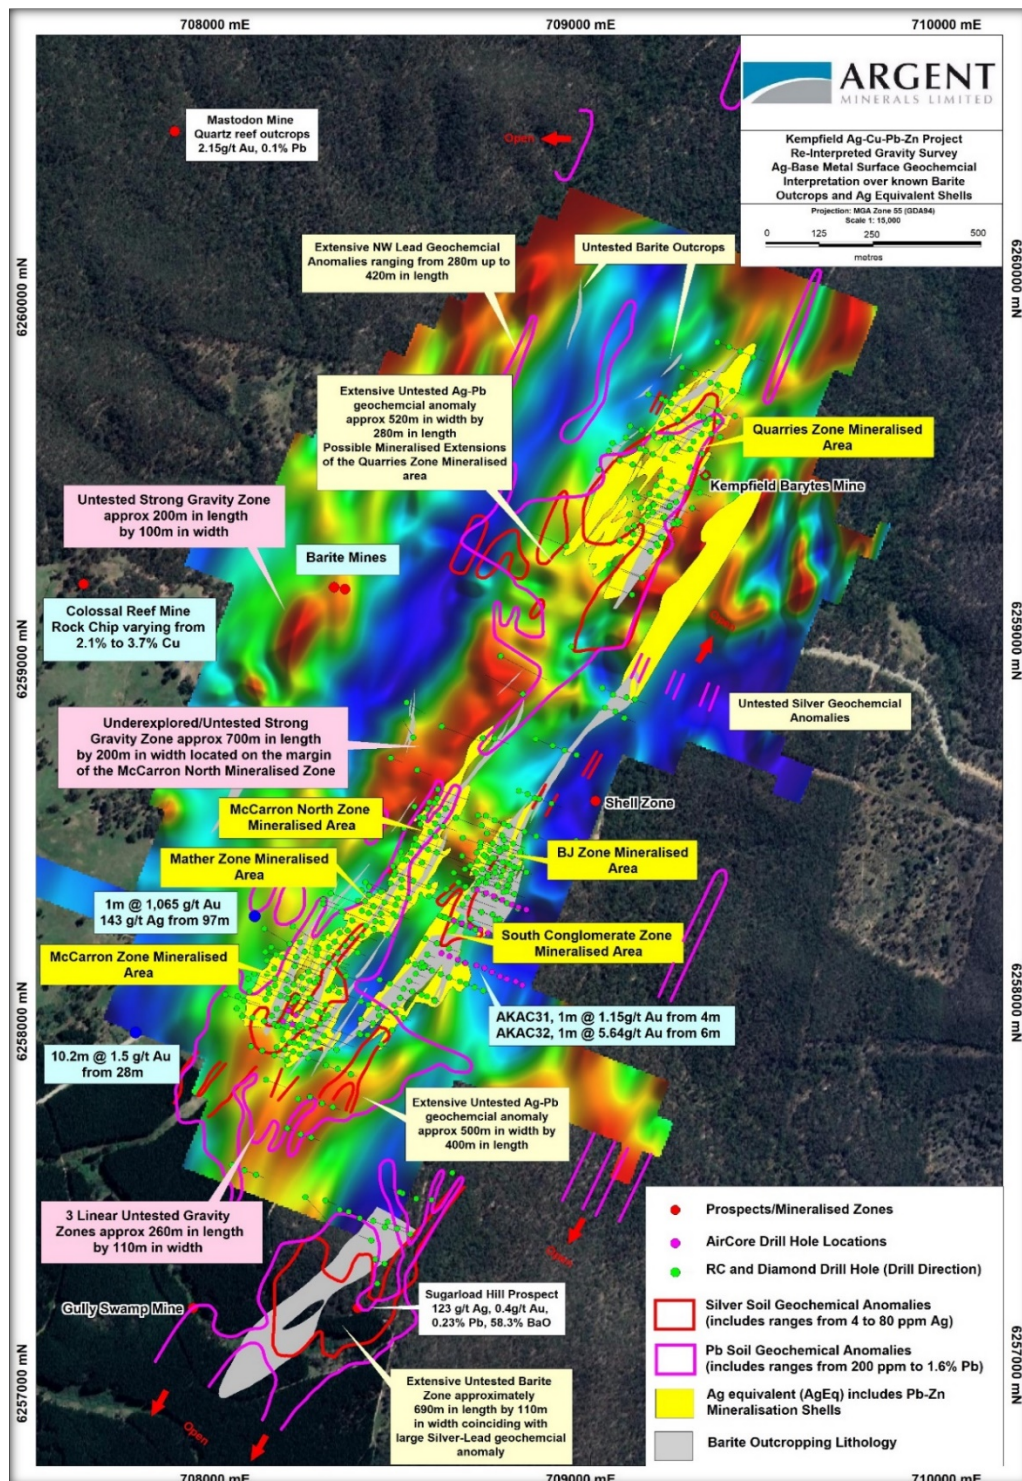 708000 mE
709000 mE
710000 mE
ARGENT
MINERALS LIMITED
Kempfield Ag-Cu-Pb-Zn Project
Re-Interpreted Gravity Survey
Ag-Base Metal Surface Geochemcial
Interpretation over known Barite
Outcrops and Ag Equivalent Shells
Projection: MGA Zone 55 (GDA94)
Scale 1: 15,000
0 125 250 500
metres
Mastodon Mine
Quartz reef outcrops
2.15g/t Au, 0.1% Pb
Open
Extensive NW Lead Geochemcial
Anomalies ranging from 280m up to
420m in length
Untested Barite Outcrops
6260000 mN
6260000 mN
Extensive Untested Ag-Pb
geochemcial anomaly
approx 520m in width by
280m in length
Possible Mineralised Extensions
of the Quarries Zone Mineralised
area
Quarries Zone Mineralised
Area
Kempfield Barytes Mine
Untested Strong Gravity Zone
approx 200m in length
by 100m in width
Barite Mines
Colossal Reef Mine
Rock Chip varying from
2.1% to 3.7% Cu
Open
6259000 mN
6259000 mN
Untested Silver Geochemcial
Anomalies
Underexplored/Untested Strong
Gravity Zone approx 700m in length
by 200m in width located on the margin
of the McCarron North Mineralised Zone
Shell Zone
McCarron North Zone
Mineralised Area
Mather Zone Mineralised
Area
BJ Zone Mineralised
Area
1m @ 1,065 g/t Au
143 g/t Ag from 97m
South Conglomerate Zone
Mineralised Area
McCarron Zone Mineralised
Area
6258000 mN
6258000 mN
AKAC31, 1m @ 1.15g/t Au from 4m
AKAC32, 1m @ 5.64g/t Au from 6m
10.2m @ 1.5 g/t Au
from 28m
Extensive Untested Ag-Pb
geochemcial anomaly
approx 500m in width by
400m in length
3 Linear Untested Gravity
Zones approx 260m in length
by 110m in width
Open
Gully Swamp Mine
Sugarload Hill Prospect
123 g/t Ag, 0.4g/t Au,
0.23% Pb, 58.3% BaO
6257000 mN
6257000 mN
Extensive Untested Barite
Zone approximately
690m in length by 110m
in width coinciding with
large Silver-Lead geochemcial
anomaly
Open
Prospects/Mineralised Zones
AirCore Drill Hole Locations
RC and Diamond Drill Hole (Drill Direction)
Silver Soil Geochemcial Anomalies
(includes ranges from 4 to 80 ppm Ag)
Pb Soil Geochemcial Anomalies
(includes ranges from 200 ppm to 1.6% Pb)
Ag equivalent (AgEq) includes Pb-Zn
Mineralisation Shells
Barite Outcropping Lithology
708000 mE
709000 mE
710000 mE